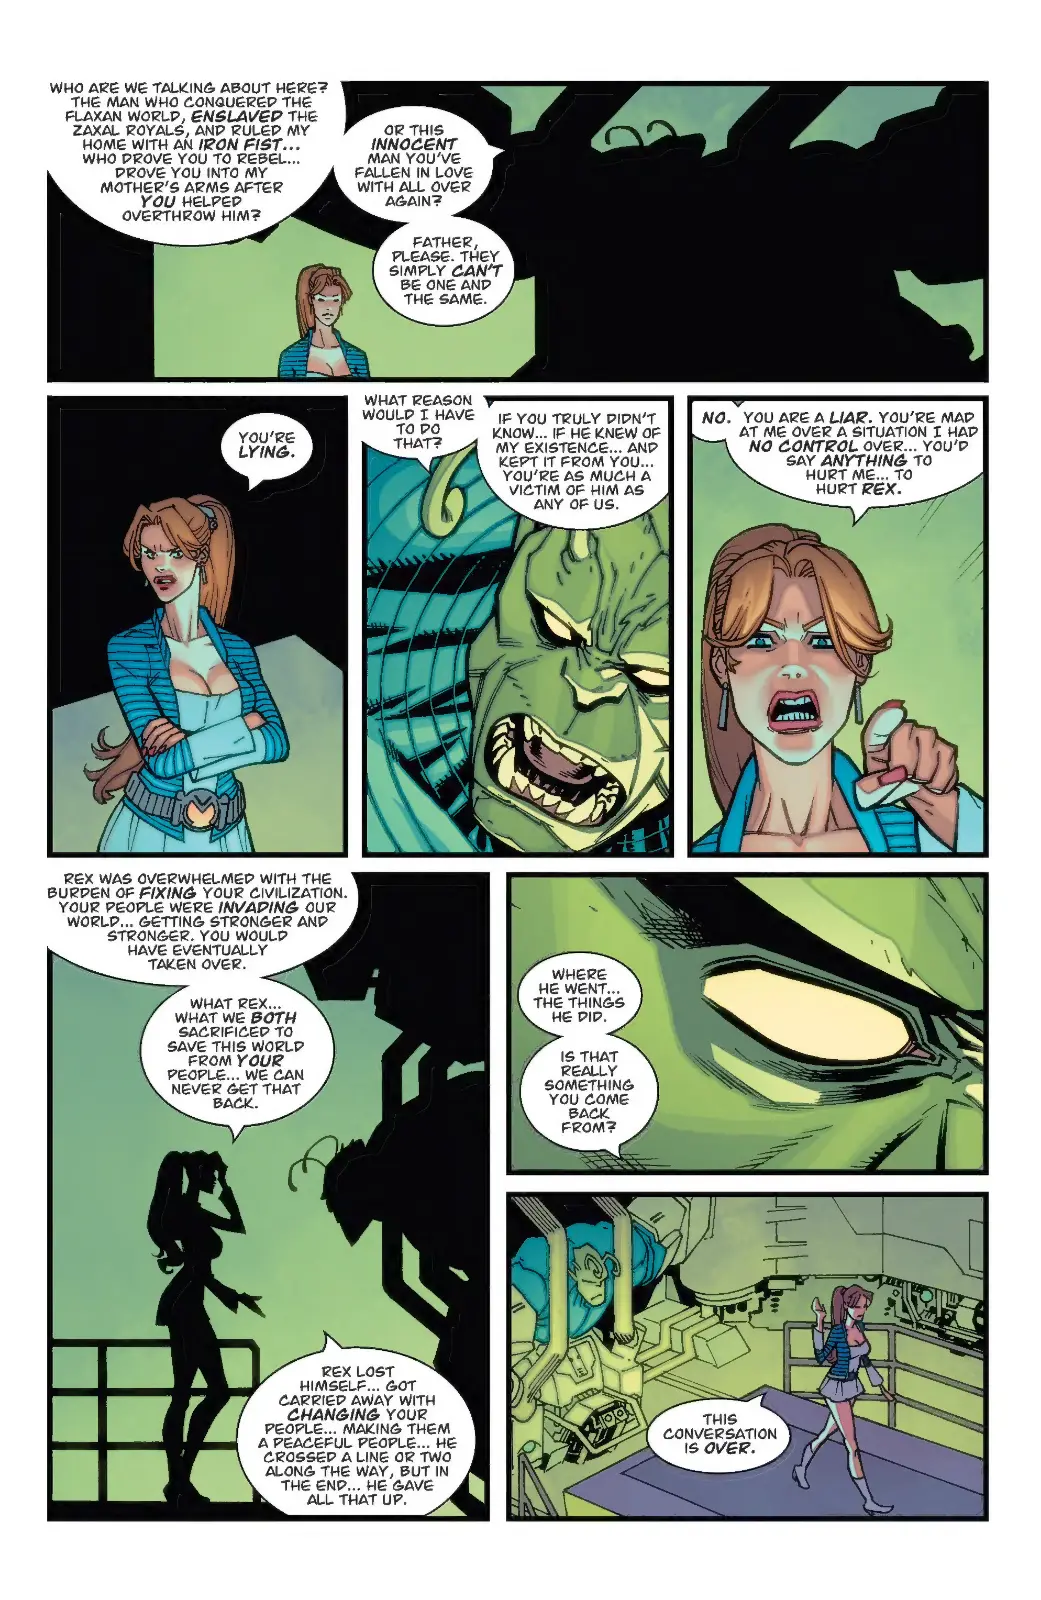 WHO ARE WE TALKING ABOUT HERE?
THE MAN WHO CONQUERED THE
FLAXAN WORLD, ENSLAVED THE
ZAXAL ROYALS, AND RULED MY
HOME WITH AN IRON FIST...
WHO DROVE YOU TO REBEL...
DROVE YOU INTO MY
MOTHER'S ARMS AFTER
YOU HELPED
OVERTHROW HIM?
OR THIS
INNOCENT
MAN YOU'VE
FALLEN IN LOVE
WITH ALL OVER
AGAIN?
FATHER,
PLEASE. THEY
SIMPLY CAN'T
BE ONE AND
THE SAME.
YOU'RE
LYING.
WHAT REASON
WOULD I HAVE
TO DO
THAT?
IF YOU TRULY DIDN'T
KNOW... IF HE KNEW OF
MY EXISTENCE... AND
KEPT IT FROM YOU...
YOU'RE AS MUCH A
VICTIM OF HIM AS
ANY OF US.
NO. YOU ARE A LIAR. YOU'RE MAD
AT ME OVER A SITUATION I HAD
NO CONTROL OVER... YOU'D
SAY ANYTHING TO
HURT ME... TO
HURT REX.
REX WAS OVERWHELMED WITH THE
BURDEN OF FIXING YOUR CIVILIZATION.
YOUR PEOPLE WERE INVADING OUR
WORLD... GETTING STRONGER AND
STRONGER. YOU WOULD
HAVE EVENTUALLY
TAKEN OVER.
WHAT REX...
WHAT WE BOTH
SACRIFICED TO
SAVE THIS WORLD
FROM YOUR
PEOPLE... WE CAN
NEVER GET THAT
BACK.
REX LOST
HIMSELF... GOT
CARRIED AWAY WITH
CHANGING YOUR
PEOPLE... MAKING THEM
A PEACEFUL PEOPLE... HE
CROSSED A LINE OR TWO
ALONG THE WAY, BUT IN
THE END... HE GAVE
ALL THAT UP.
WHERE
HE WENT...
THE THINGS
HE DID.
IS THAT
REALLY
SOMETHING
YOU COME
BACK
FROM?
THIS
CONVERSATION
IS OVER.